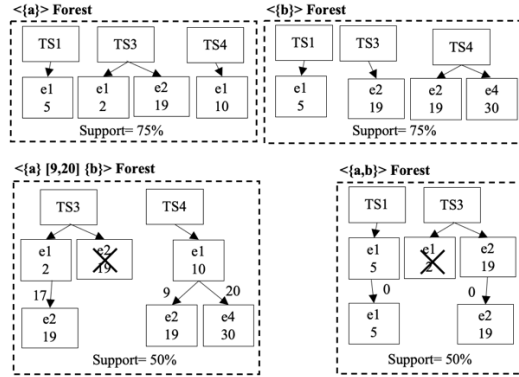 <{a}> Forest
TS1 TS3 TS4
e1 e1 e2 e1
5 2 19 10
Support= 75%
<{b}> Forest
TS1 TS3 TS4
e1 e2 e2 e4
5 19 19 30
Support= 75%
<{a} [9,20] {b}> Forest
TS3 TS4
e1 e2 e1
2 19 10
17 9 20
e2 e2 e4
19 19 30
Support= 50%
<{a,b}> Forest
TS1 TS3
e1 e1 e2
5 2 19
0 0
e1 e2
5 19
Support= 50%